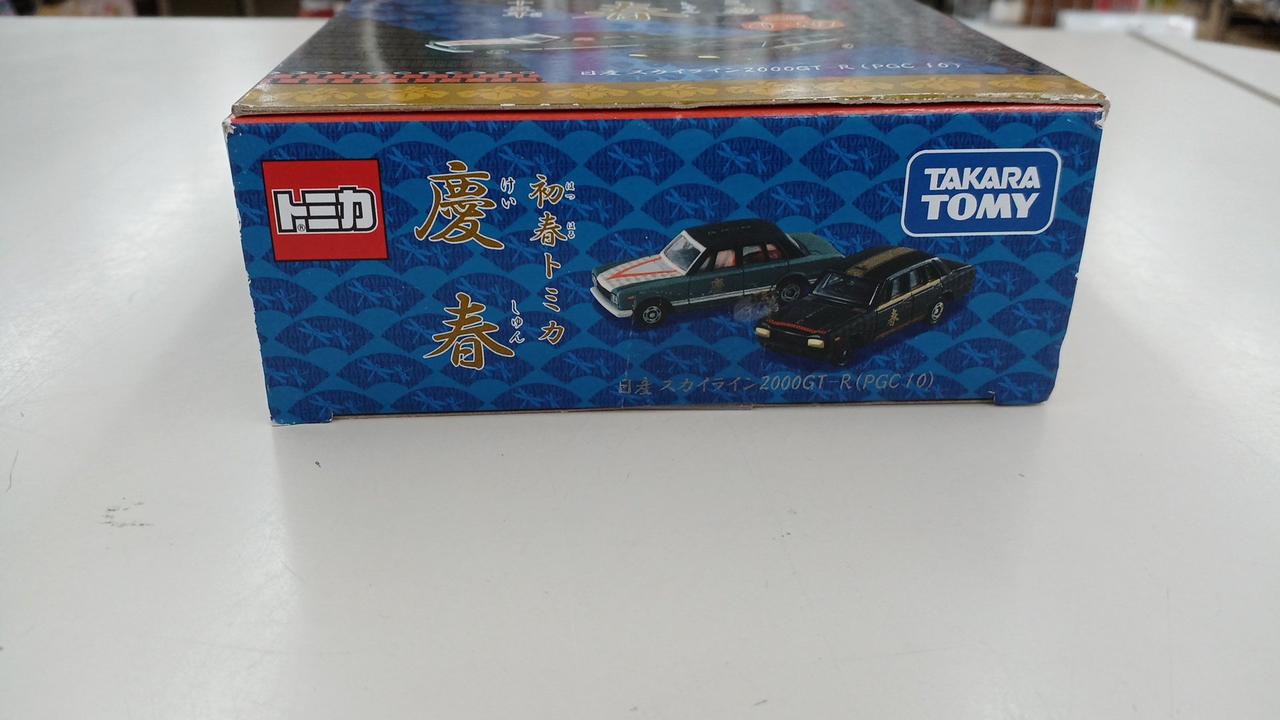 春
日産 スカイライン2000GT-R(PGC10)
トミカ
慶春
けい
しゅん
初春トミカ
はつ
はる
TAKARA
TOMY
日産 スカイライン2000GT-R(PGC10)